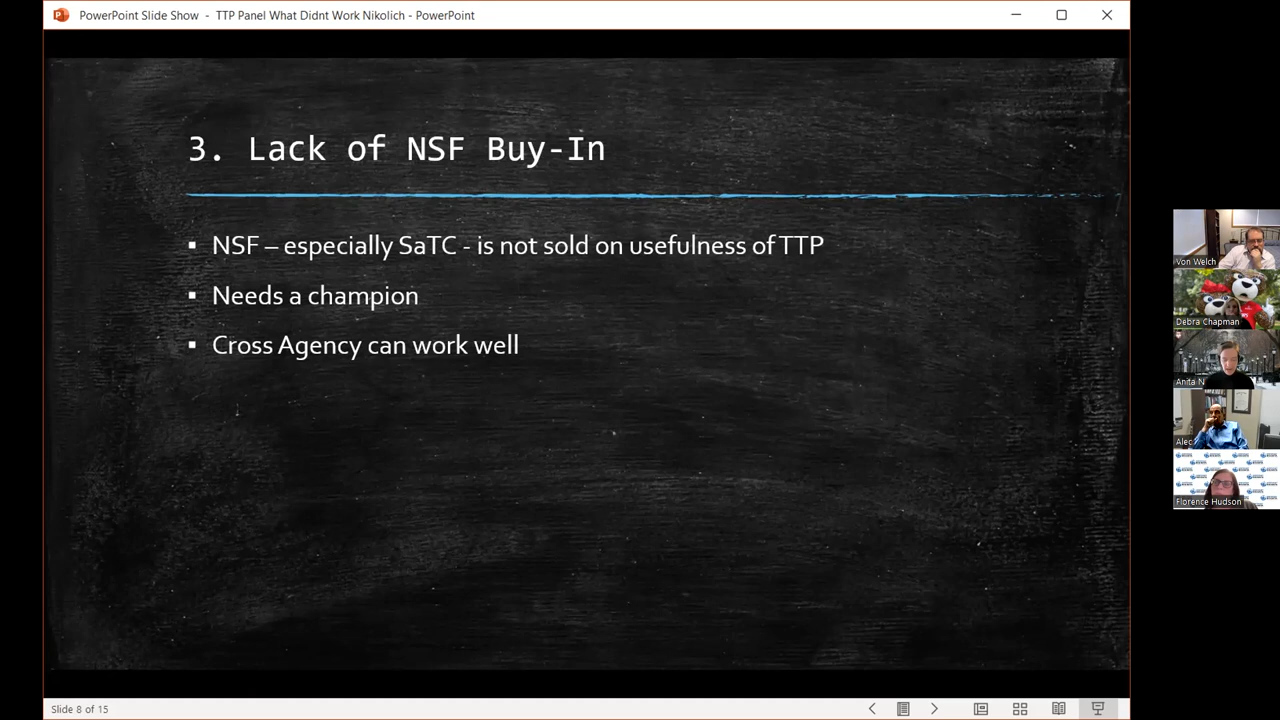 PowerPoint Slide Show - TTP Panel What Didnt Work Nikolich - PowerPoint
3. Lack of NSF Buy-In
▪ NSF – especially SaTC - is not sold on usefulness of TTP
▪ Needs a champion
▪ Cross Agency can work well
Von Welch
Debra Chapman
Anita N
Alec
Florence Hudson
Slide 8 of 15